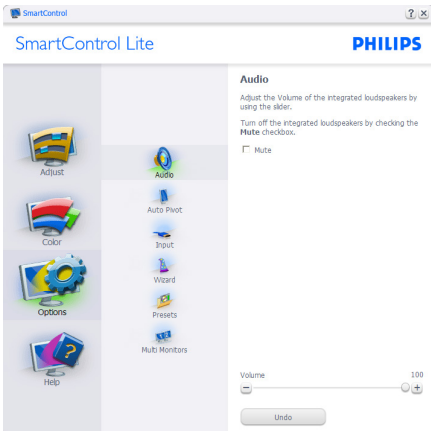 SmartControl
SmartControl Lite
PHILIPS
Adjust
Color
Options
Help
Audio
Auto Pivot
Input
Wizard
Presets
Multi Monitors
Audio
Adjust the Volume of the integrated loudspeakers by
using the slider.
Turn off the integrated loudspeakers by checking the
Mute checkbox.
Mute
Volume 100
Undo